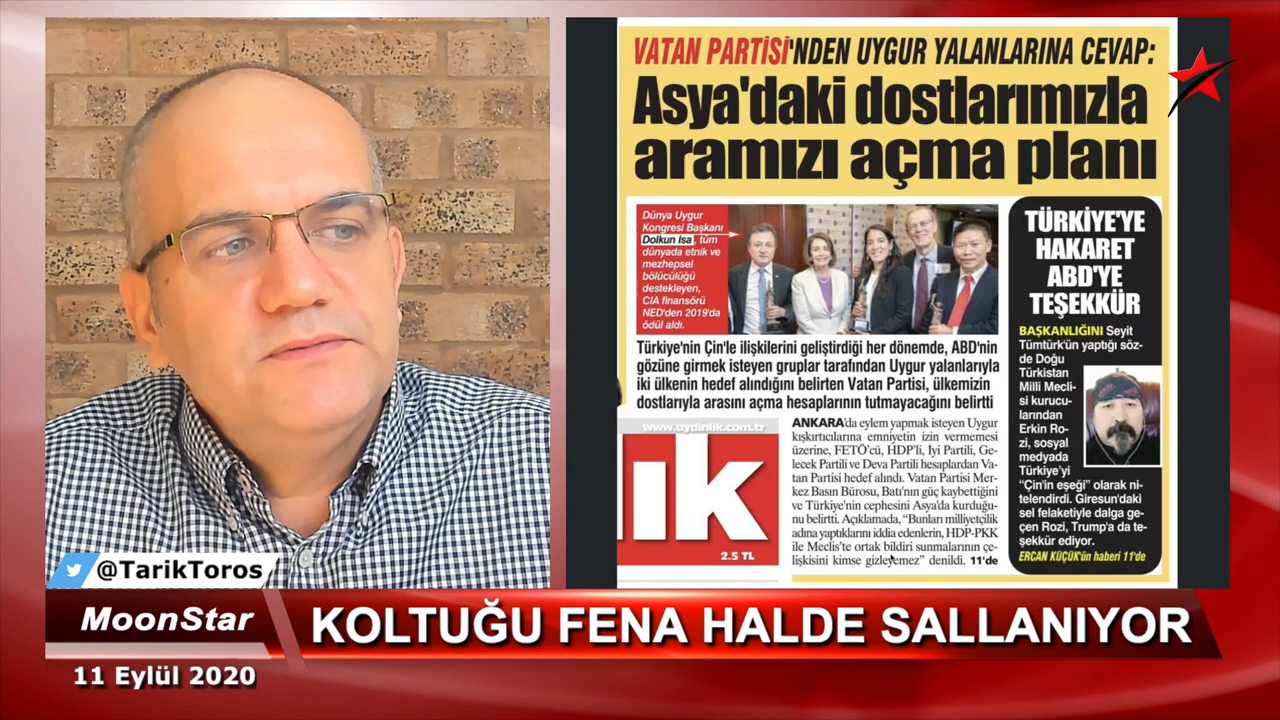 VATAN PARTİSİ'NDEN UYGUR YALANLARINA CEVAP:
Asya'daki dostlarımızla
aramızı açma planı
Dünya Uygur
Kongresi Başkanı
Dolkun İsa, tüm
dünyada etnik ve
mezhepsel
bölücülüğü
destekleyen,
CIA finansörü
NED'den 2019'da
ödül aldı.
Türkiye'nin Çin'le ilişkilerini geliştirdiği her dönemde, ABD'nin
gözüne girmek isteyen gruplar tarafından Uygur yalanlarıyla
iki ülkenin hedef alındığını belirten Vatan Partisi, ülkemizin
dostlarıyla arasını açma hesaplarının tutmayacağını belirtti
www.aydinlik.com.tr
lık
2.5 TL
ANKARA'da eylem yapmak isteyen Uygur
kışkırtıcılarına emniyetin izin vermemesi
üzerine, FETÖ'cü, HDP'li, İyi Partili, Ge-
lecek Partili ve Deva Partili hesaplardan Va-
tan Partisi hedef alındı. Vatan Partisi Mer-
kez Basın Bürosu, Batı'nın güç kaybettiğini
ve Türkiye'nin cephesini Asya'da kurduğu-
nu belirtti. Açıklamada, “Bunları milliyetçilik
adına yaptıklarını iddia edenlerin, HDP-PKK
ile Meclis'te ortak bildiri sunmalarının çe-
lişkisini kimse gizleyemez” denildi. 11'de
TÜRKİYE'YE
HAKARET
ABD'YE
TEŞEKKÜR
BAŞKANLIĞINI Seyit
Tümtürk'ün yaptığı söz-
de Doğu
Türkistan
Milli Mecli-
si kurucu-
larından
Erkin Ro-
zi, sosyal
medyada
Türkiye'yi
“Çin'in eşeği” olarak ni-
telendirdi. Giresun'daki
sel felaketiyle dalga ge-
çen Rozi, Trump'a da te-
şekkür ediyor.
ERCAN KÜÇÜK'ün haberi 11'de
@TarikToros
MoonStar
KOLTUĞU FENA HALDE SALLANIYOR
11 Eylül 2020